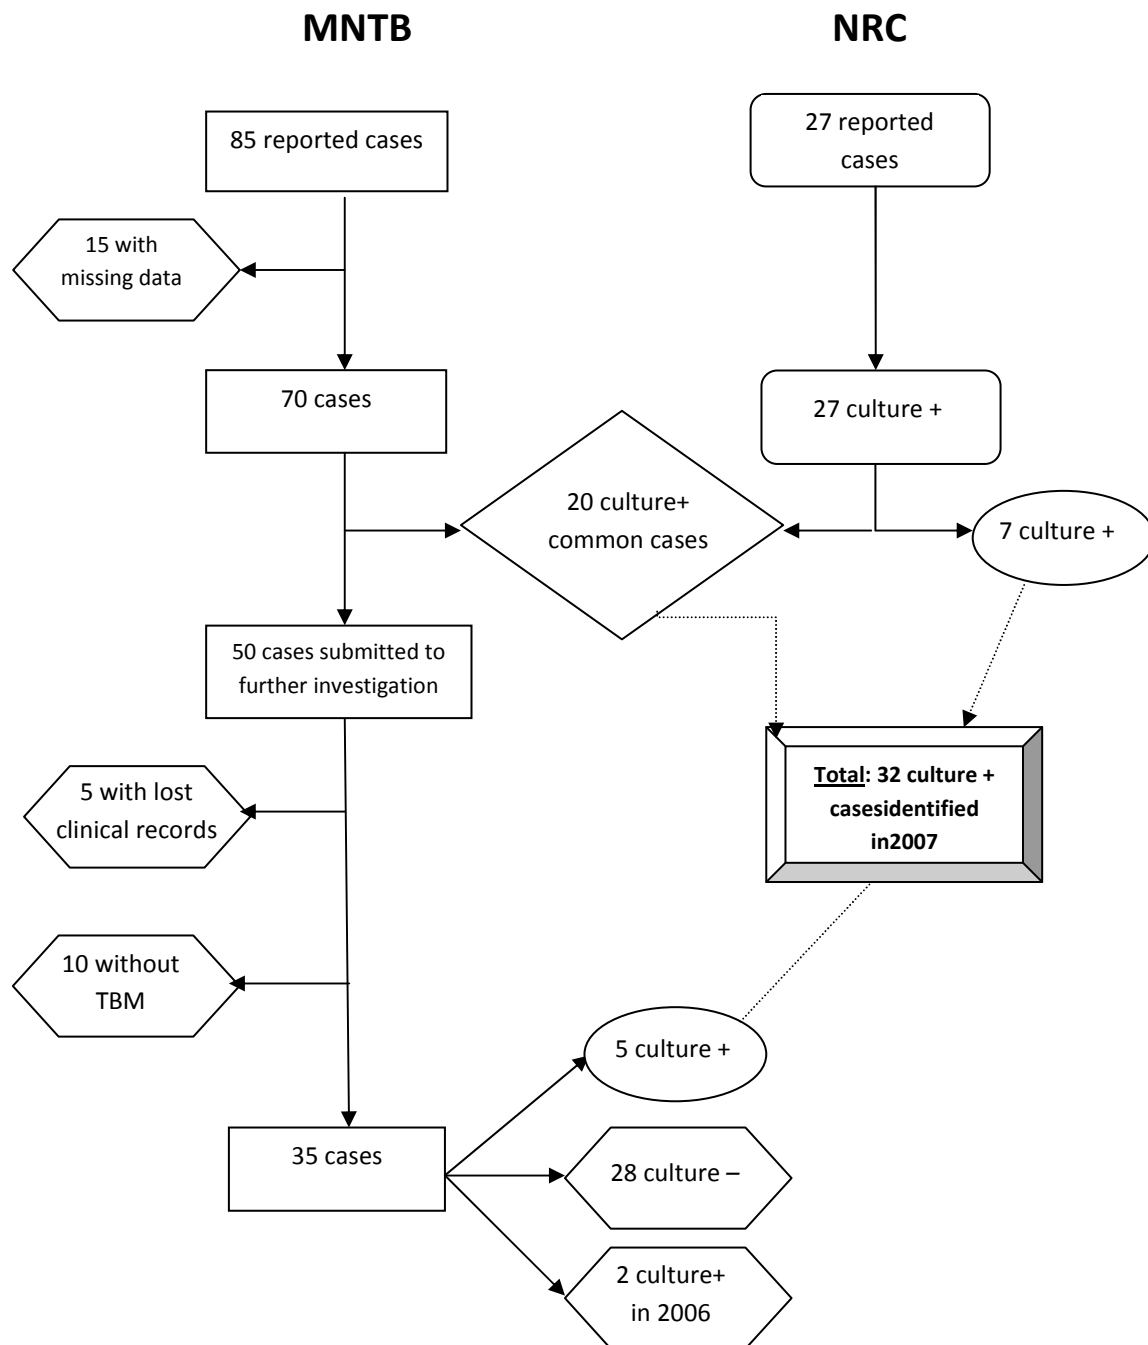 MNTB
NRC
85 reported cases
27 reported
cases
15 with
missing data
70 cases
27 culture +
20 culture+
common cases
7 culture +
50 cases submitted to
further investigation
Total: 32 culture +
casesidentified
in2007
5 with lost
clinical records
10 without
TBM
5 culture +
35 cases
28 culture –
2 culture+
in 2006